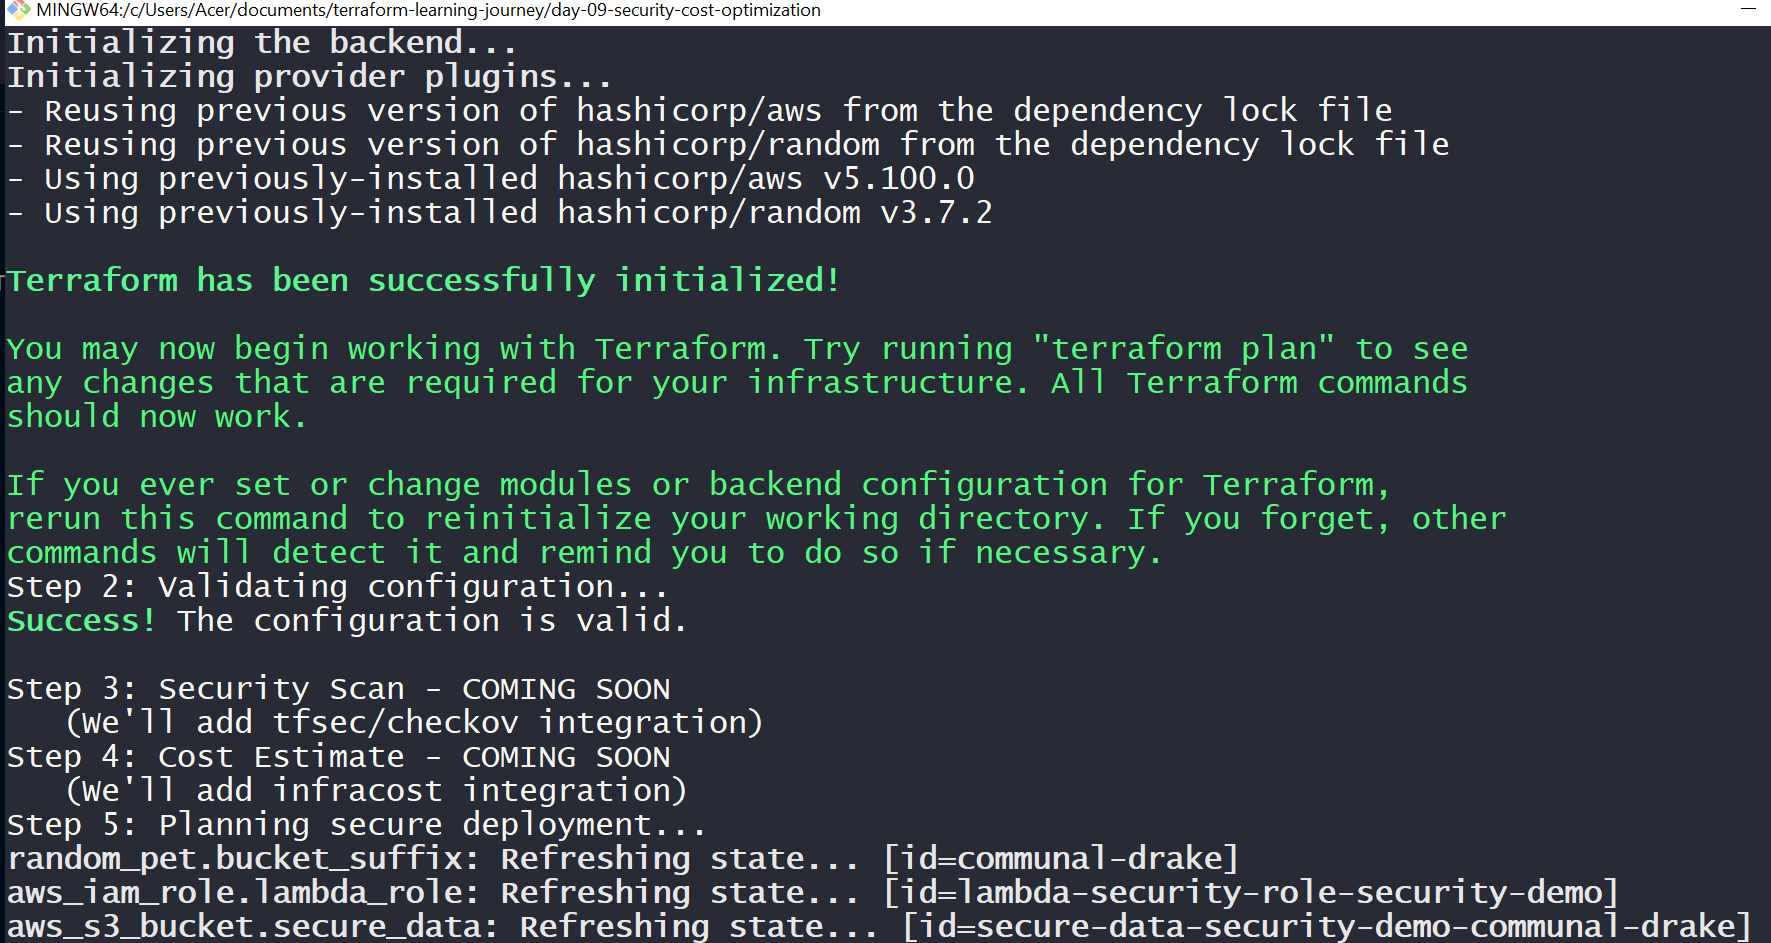 MINGW64:/c/Users/Acer/documents/terraform-learning-journey/day-09-security-cost-optimization
Initializing the backend...
Initializing provider plugins...
- Reusing previous version of hashicorp/aws from the dependency lock file
- Reusing previous version of hashicorp/random from the dependency lock file
- Using previously-installed hashicorp/aws v5.100.0
- Using previously-installed hashicorp/random v3.7.2
Terraform has been successfully initialized!
You may now begin working with Terraform. Try running "terraform plan" to see
any changes that are required for your infrastructure. All Terraform commands
should now work.
If you ever set or change modules or backend configuration for Terraform,
rerun this command to reinitialize your working directory. If you forget, other
commands will detect it and remind you to do so if necessary.
Step 2: Validating configuration...
Success! The configuration is valid.
Step 3: Security Scan - COMING SOON
(We'll add tfsec/checkov integration)
Step 4: Cost Estimate - COMING SOON
(We'll add infracost integration)
Step 5: Planning secure deployment...
random_pet.bucket_suffix: Refreshing state... [id=communal-drake]
aws_iam_role.lambda_role: Refreshing state... [id=lambda-security-role-security-demo]
aws_s3_bucket.secure_data: Refreshing state... [id=secure-data-security-demo-communal-drake]